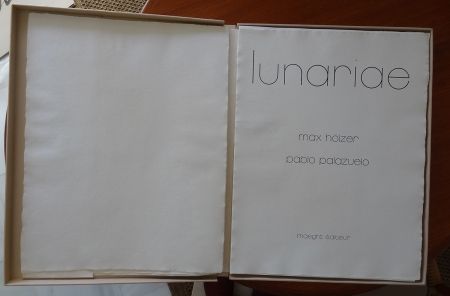 lunariae
max hölzer
pablo palazuelo
maeght éditeur